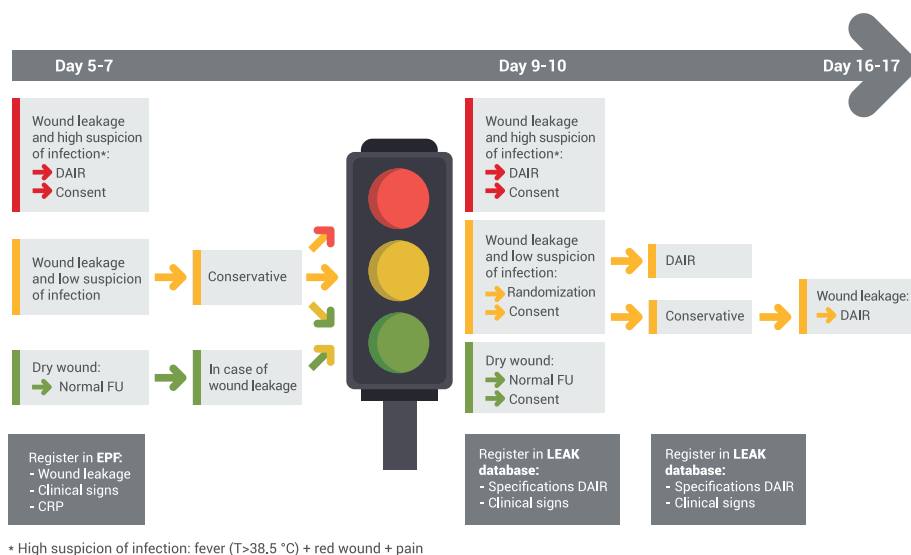 Day 5-7
Day 9-10
Day 16-17
Wound leakage
and high suspicion
of infection*:
DAIR
Consent
Wound leakage
and low suspicion
of infection
Conservative
Dry wound:
Normal FU
In case of
wound leakage
Register in EPF:
- Wound leakage
- Clinical signs
- CRP
Wound leakage
and high suspicion
of infection*:
DAIR
Consent
Wound leakage
and low suspicion
of infection:
Randomization
Consent
DAIR
Conservative
Wound leakage:
DAIR
Dry wound:
Normal FU
Consent
Register in LEAK
database:
- Specifications DAIR
- Clinical signs
Register in LEAK
database:
- Specifications DAIR
- Clinical signs
* High suspicion of infection: fever (T>38.5 °C) + red wound + pain